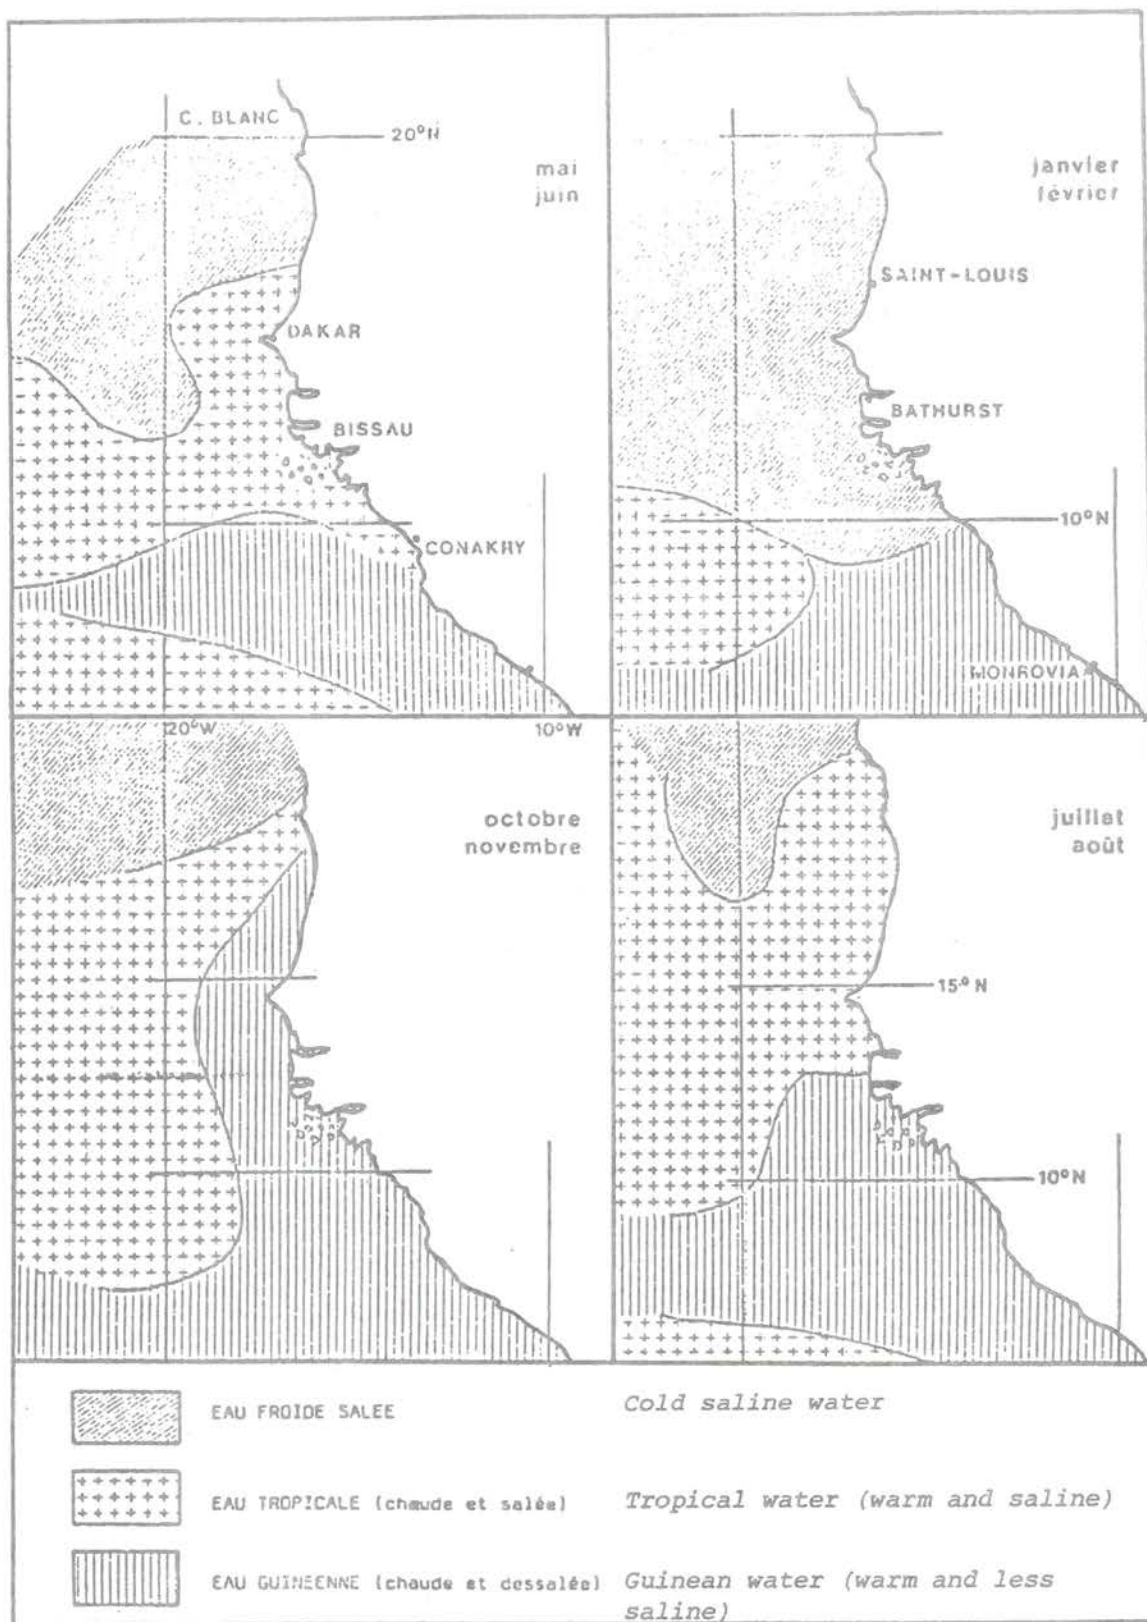 C. BLANC
20°N
mai
juin
DAKAR
BISSAU
CONAKRY
janvier
février
SAINT-LOUIS
BATHURST
10°N
MONROVIA
20°W
10°W
octobre
novembre
juillet
août
15°N
10°N
EAU FROIDE SALEE
Cold saline water
EAU TROPICALE (chaude et salée)
Tropical water (warm and saline)
EAU GUINEENNE (chaude et dessalée)
Guinean water (warm and less
saline)